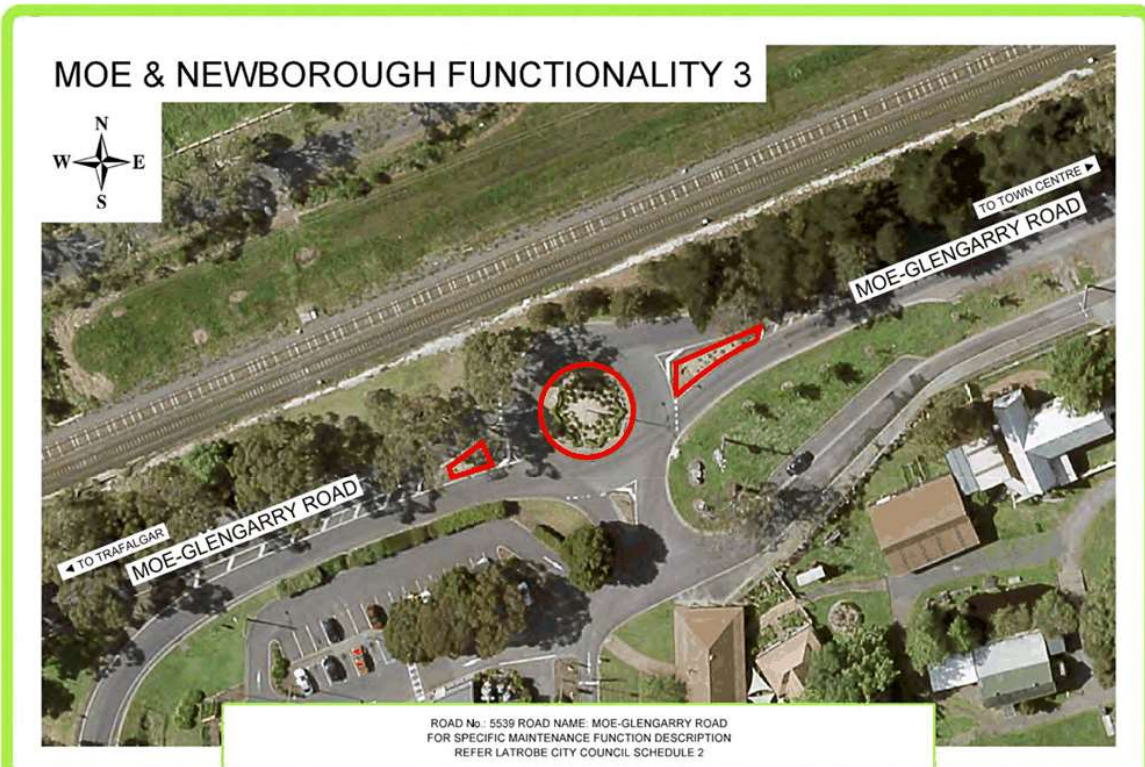 MOE & NEWBOROUGH FUNCTIONALITY 3
N
W E
S
TO TOWN CENTRE ►
MOE-GLENGARRY ROAD
◄ TO TRAFALGAR
MOE-GLENGARRY ROAD
ROAD No.: 5539 ROAD NAME: MOE-GLENGARRY ROAD
FOR SPECIFIC MAINTENANCE FUNCTION DESCRIPTION
REFER LATROBE CITY COUNCIL SCHEDULE 2